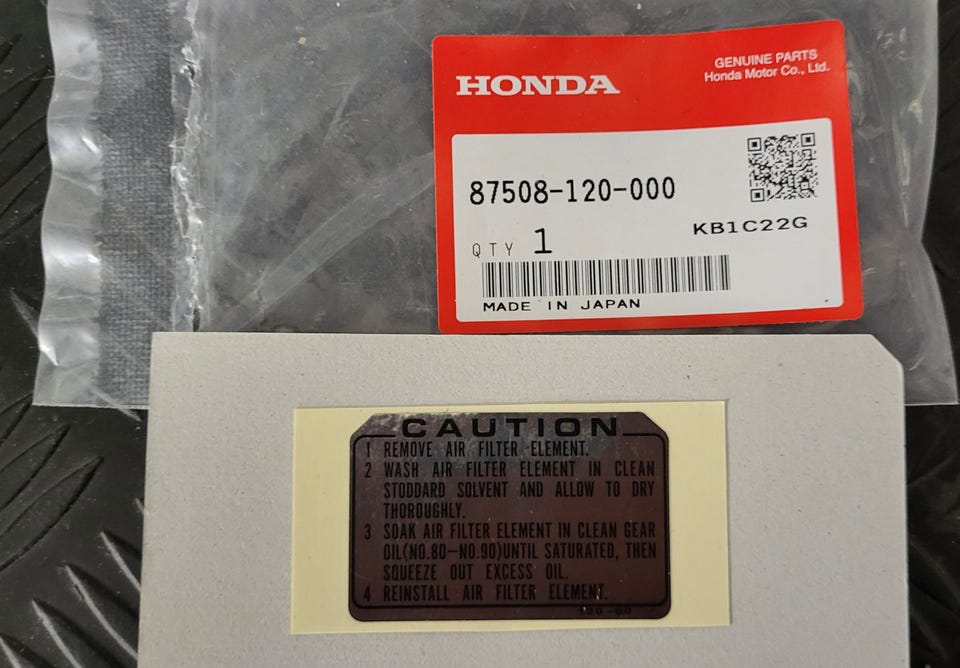 HONDA
GENUINE PARTS
Honda Motor Co., Ltd.
87508-120-000
KB1C22G
QTY 1
MADE IN JAPAN
CAUTION
1 REMOVE AIR FILTER ELEMENT.
2 WASH AIR FILTER ELEMENT IN CLEAN
STODDARD SOLVENT AND ALLOW TO DRY
THOROUGHLY.
3 SOAK AIR FILTER ELEMENT IN CLEAN GEAR
OIL(NO.80-NO.90)UNTIL SATURATED, THEN
SQUEEZE OUT EXCESS OIL.
4 REINSTALL AIR FILTER ELEMENT.